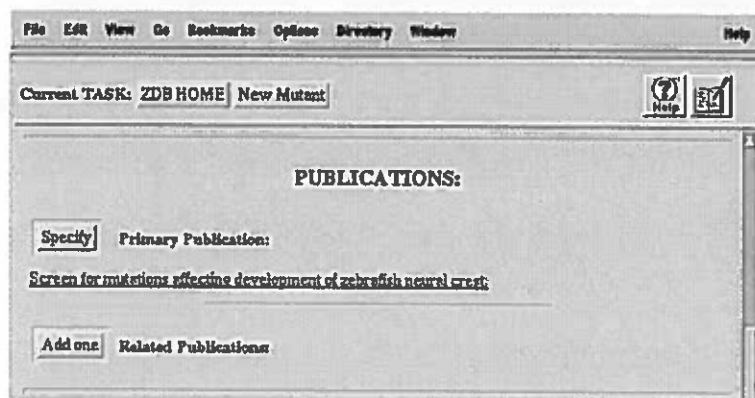 File Edit View Go Bookmarks Options Directory Window Help
Current TASK: ZDB HOME New Mutant Help
PUBLICATIONS:
Specify Primary Publication:
Screen for mutations affecting development of zebrafish neural crest.
Add one Related Publications: